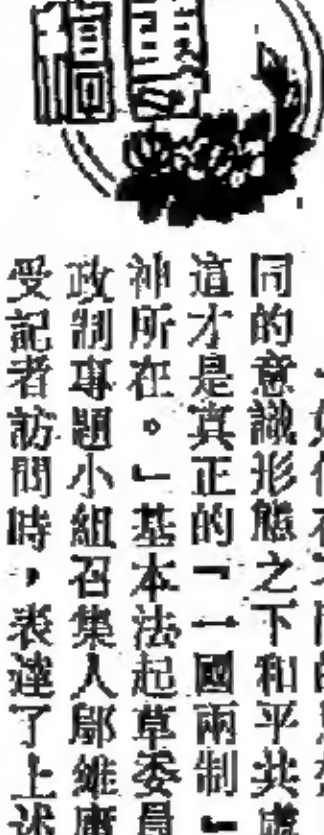 同的意識形態之下和平共處
這才是真正的「一國兩制」
神所在。」基本法起草委員
政制專題小組召集人鄔維庸
受記者訪問時，表達了上述